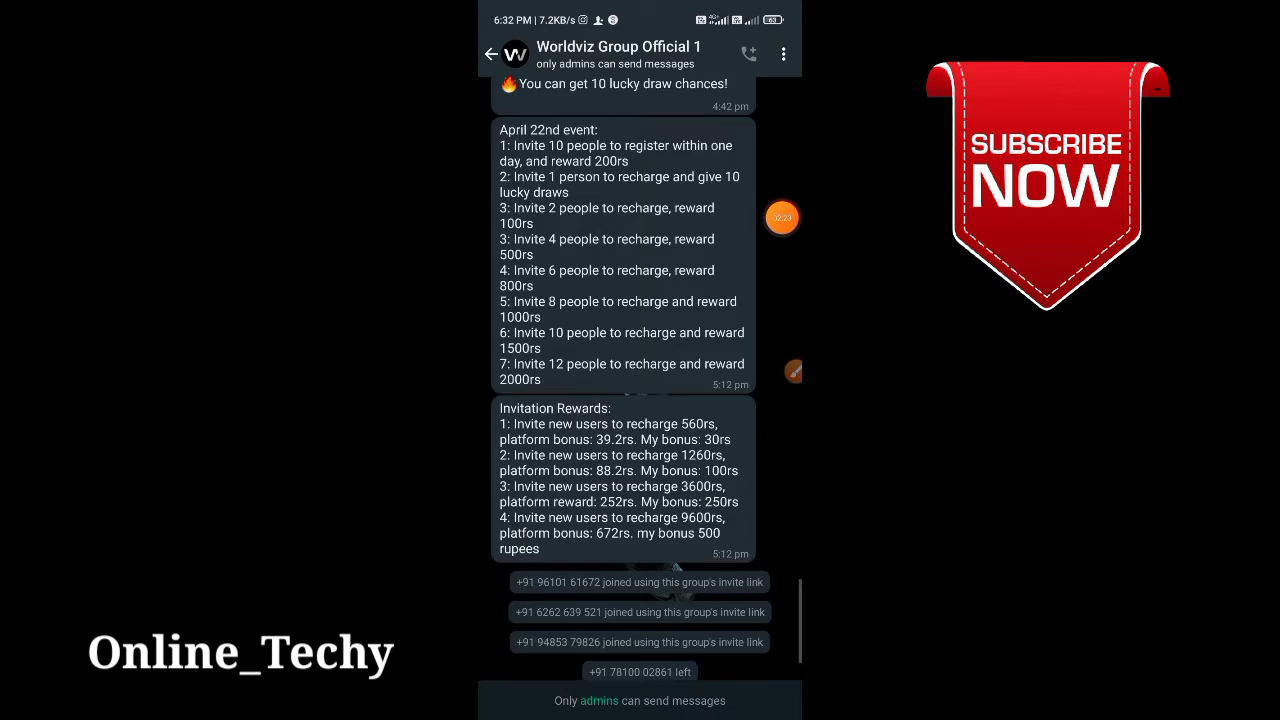 6:32 PM | 7.2KB/s
63
Worldviz Group Official 1
only admins can send messages
🔥You can get 10 lucky draw chances!
4:42 pm
April 22nd event:
1: Invite 10 people to register within one
day, and reward 200rs
2: Invite 1 person to recharge and give 10
lucky draws
3: Invite 2 people to recharge, reward
100rs
3: Invite 4 people to recharge, reward
500rs
4: Invite 6 people to recharge, reward
800rs
5: Invite 8 people to recharge and reward
1000rs
6: Invite 10 people to recharge and reward
1500rs
7: Invite 12 people to recharge and reward
2000rs
5:12 pm
Invitation Rewards:
1: Invite new users to recharge 560rs,
platform bonus: 39.2rs. My bonus: 30rs
2: Invite new users to recharge 1260rs,
platform bonus: 88.2rs. My bonus: 100rs
3: Invite new users to recharge 3600rs,
platform reward: 252rs. My bonus: 250rs
4: Invite new users to recharge 9600rs,
platform bonus: 672rs. my bonus 500
rupees
5:12 pm
+91 96101 61672 joined using this group's invite link
+91 6262 639 521 joined using this group's invite link
+91 94853 79826 joined using this group's invite link
+91 78100 02861 left
Only admins can send messages
02:23
SUBSCRIBE
NOW
Online_Techy